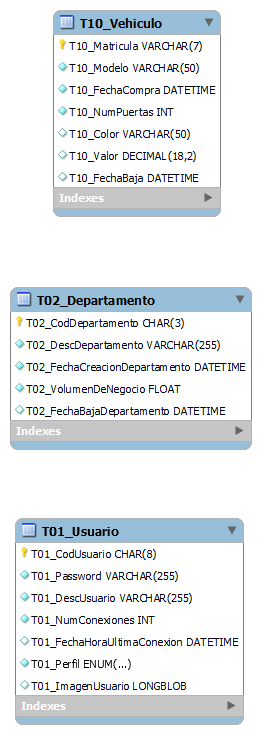 T10_Vehiculo
T10_Matricula VARCHAR(7)
T10_Modelo VARCHAR(50)
T10_FechaCompra DATETIME
T10_NumPuertas INT
T10_Color VARCHAR(50)
T10_Valor DECIMAL(18,2)
T10_FechaBaja DATETIME
Indexes
T02_Departamento
T02_CodDepartamento CHAR(3)
T02_DescDepartamento VARCHAR(255)
T02_FechaCreacionDepartamento DATETIME
T02_VolumenDeNegocio FLOAT
T02_FechaBajaDepartamento DATETIME
Indexes
T01_Usuario
T01_CodUsuario CHAR(8)
T01_Password VARCHAR(255)
T01_DescUsuario VARCHAR(255)
T01_NumConexiones INT
T01_FechaHoraUltimaConexion DATETIME
T01_Perfil ENUM(...)
T01_ImagenUsuario LONGBLOB
Indexes